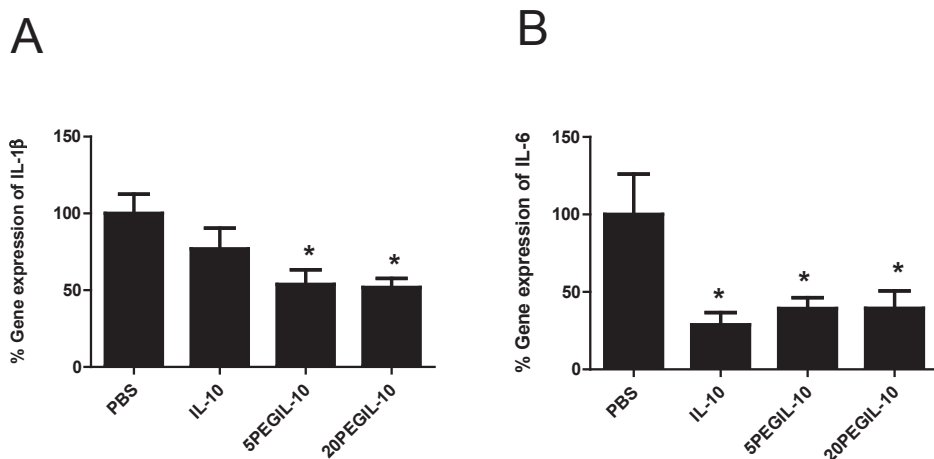 A
B
% Gene expression of IL-1β
150
100
50
0
*
*
PBS
IL-10
5PEGIL-10
20PEGIL-10
% Gene expression of IL-6
150
100
50
0
*
*
*
PBS
IL-10
5PEGIL-10
20PEGIL-10